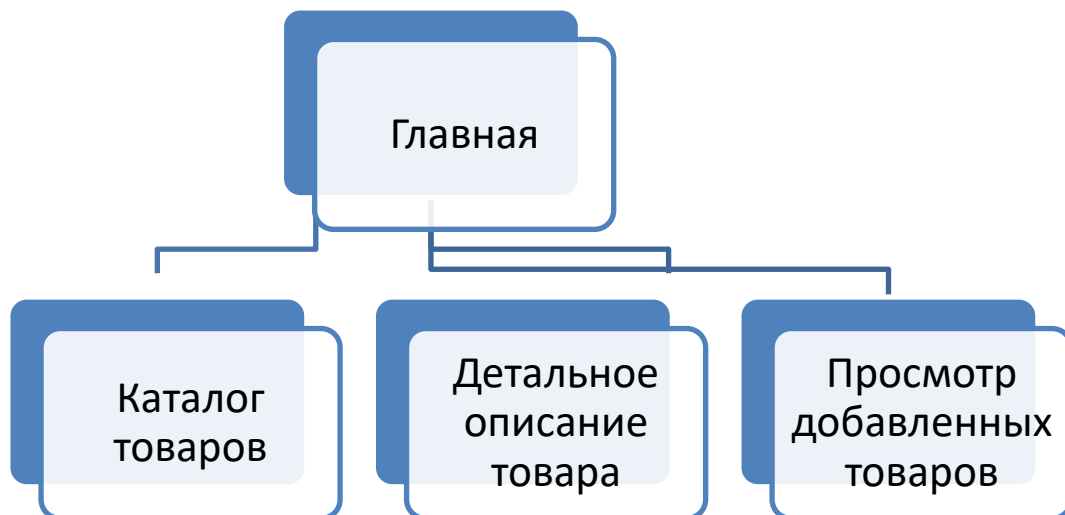 Главная
Каталог
товаров
Детальное
описание
товара
Просмотр
добавленных
товаров